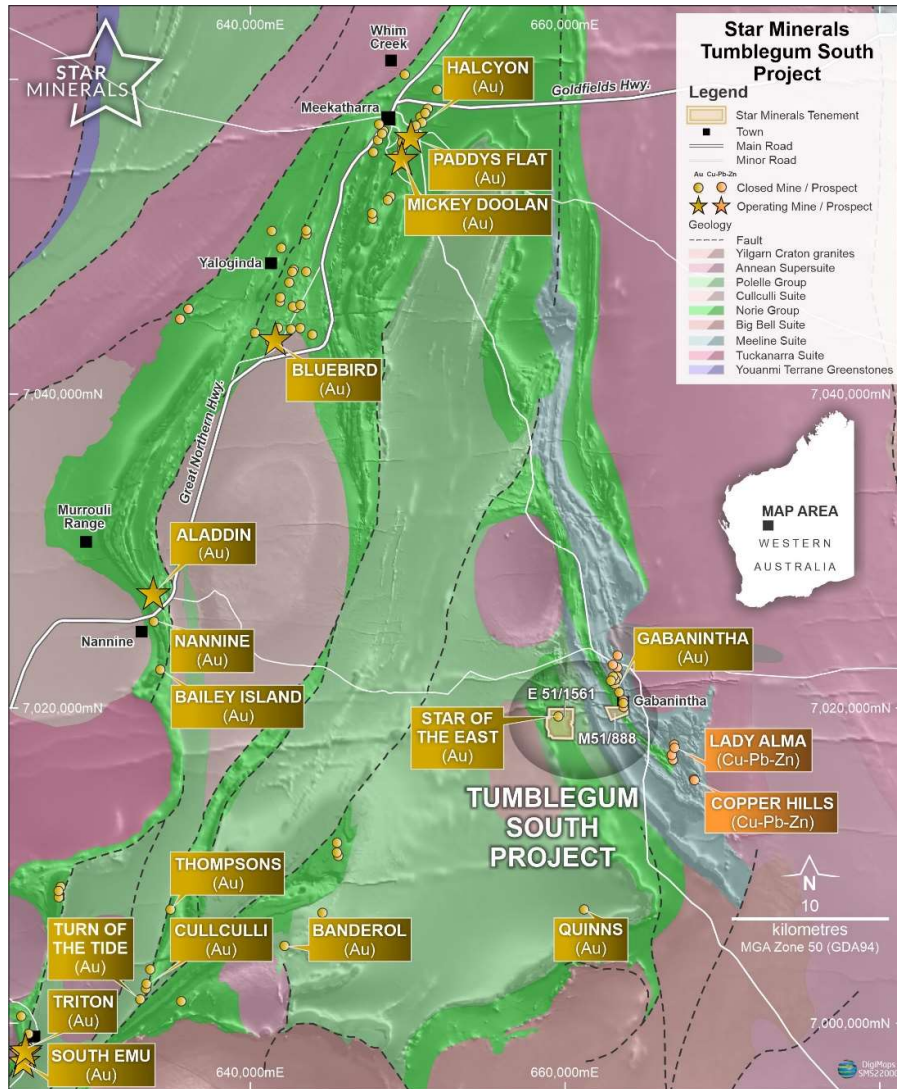 640,000mE
660,000mE
STAR
MINERALS
Whim
Creek
HALCYON
(Au)
Goldfields Hwy.
Meekatharra
PADDYS FLAT
(Au)
MICKEY DOOLAN
(Au)
Yaloginda
BLUEBIRD
(Au)
Star Minerals
Tumblegum South
Project
Legend
Star Minerals Tenement
Town
Main Road
Minor Road
Au Cu-Pb-Zn
Closed Mine / Prospect
Operating Mine / Prospect
Geology
Fault
Yilgarn Craton granites
Annean Supersuite
Polelle Group
Cullculli Suite
Norie Group
Big Bell Suite
Meeline Suite
Tuckanarra Suite
Youanmi Terrane Greenstones
7,040,000mN
7,040,000mN
Great Northern Hwy.
Murrouli
Range
ALADDIN
(Au)
MAP AREA
WESTERN
AUSTRALIA
Nannine
NANNINE
(Au)
BAILEY ISLAND
(Au)
GABANINTHA
(Au)
E 51/1561
Gabanintha
7,020,000mN
7,020,000mN
STAR OF
THE EAST
(Au)
M51/888
LADY ALMA
(Cu-Pb-Zn)
COPPER HILLS
(Cu-Pb-Zn)
TUMBLEGUM
SOUTH
PROJECT
THOMPSONS
(Au)
TURN OF
THE TIDE
(Au)
CULLCULLI
(Au)
BANDEROL
(Au)
QUINNS
(Au)
N
10
kilometres
MGA Zone 50 (GDA94)
TRITON
(Au)
SOUTH EMU
(Au)
7,000,000mN
640,000mE
660,000mE
DigiMaps
SMS22000